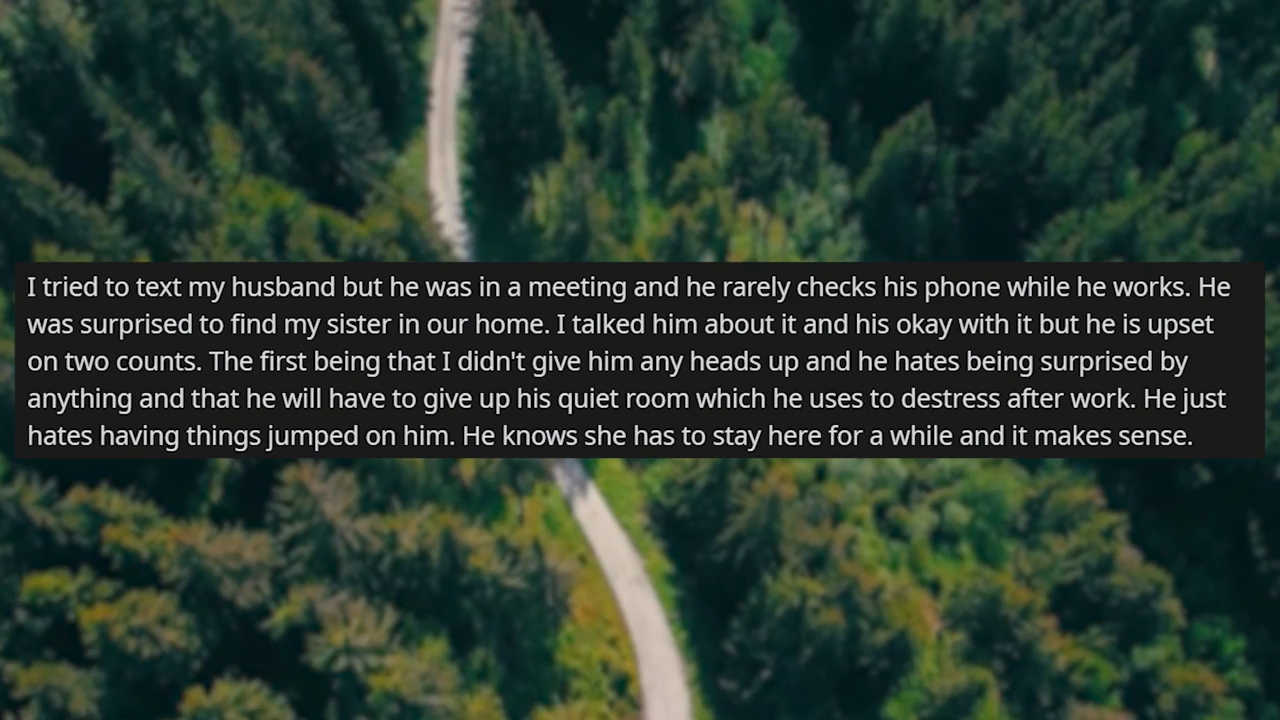 I tried to text my husband but he was in a meeting and he rarely checks his phone while he works. He
was surprised to find my sister in our home. I talked him about it and his okay with it but he is upset
on two counts. The first being that I didn't give him any heads up and he hates being surprised by
anything and that he will have to give up his quiet room which he uses to destress after work. He just
hates having things jumped on him. He knows she has to stay here for a while and it makes sense.